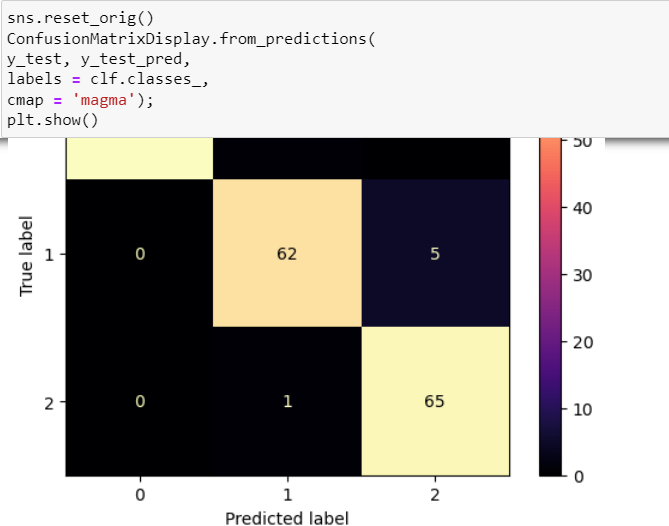 sns.reset_orig()
ConfusionMatrixDisplay.from_predictions(
y_test, y_test_pred,
labels = clf.classes_,
cmap = 'magma');
plt.show()
50
True label
1
0
62
5
40
30
20
2
0
1
65
10
0
0
1
2
Predicted label